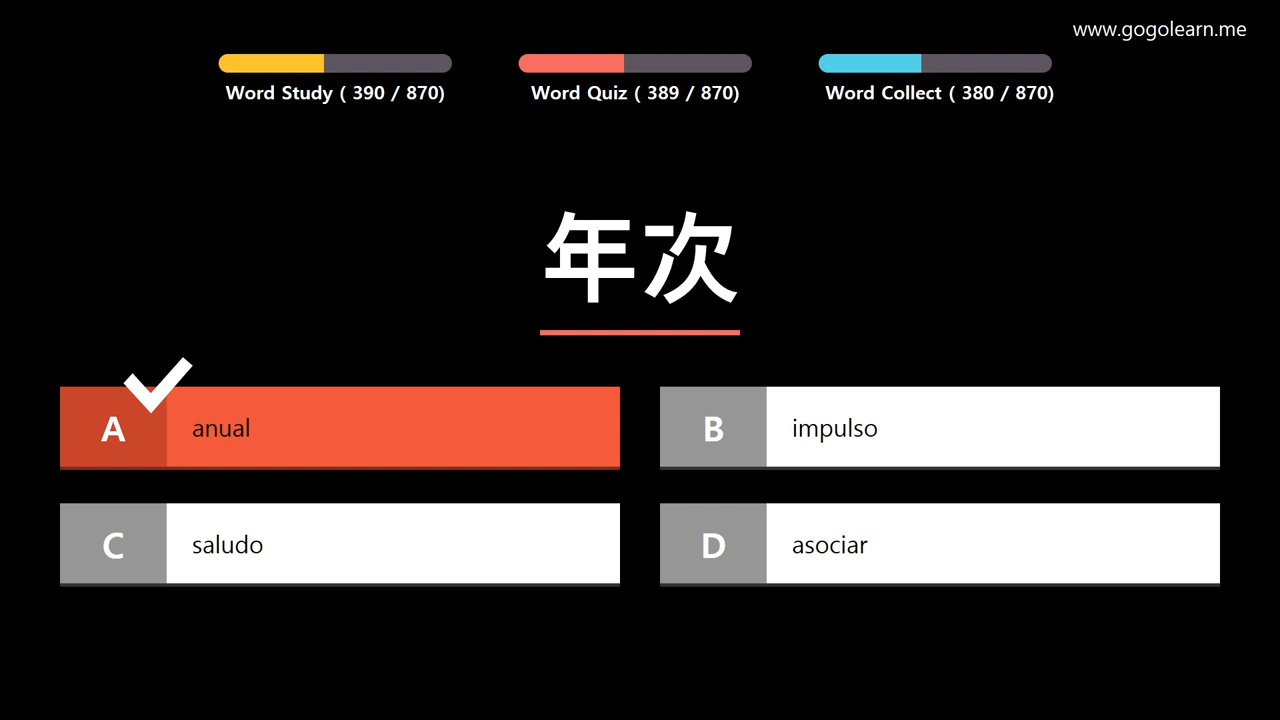 www.gogolearn.me
Word Study ( 390 / 870)
Word Quiz ( 389 / 870)
Word Collect ( 380 / 870)
年次
A anual
B impulso
C saludo
D asociar